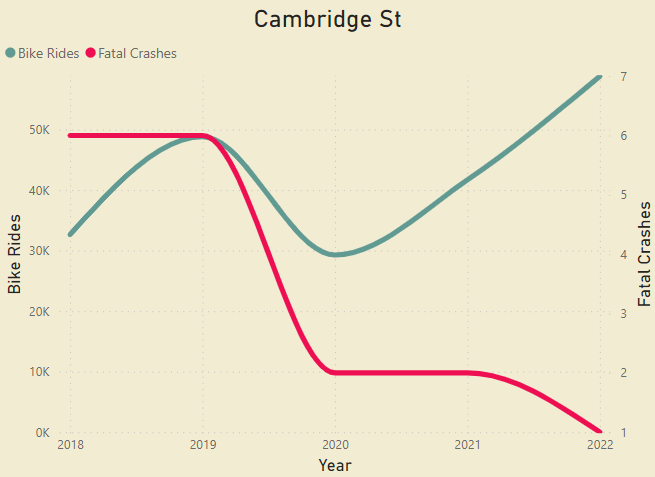 Cambridge St
Bike Rides Fatal Crashes
7
50K 6
40K 5
30K 4
20K 3
10K 2
0K 1
Bike Rides
Fatal Crashes
2018 2019 2020 2021 2022
Year